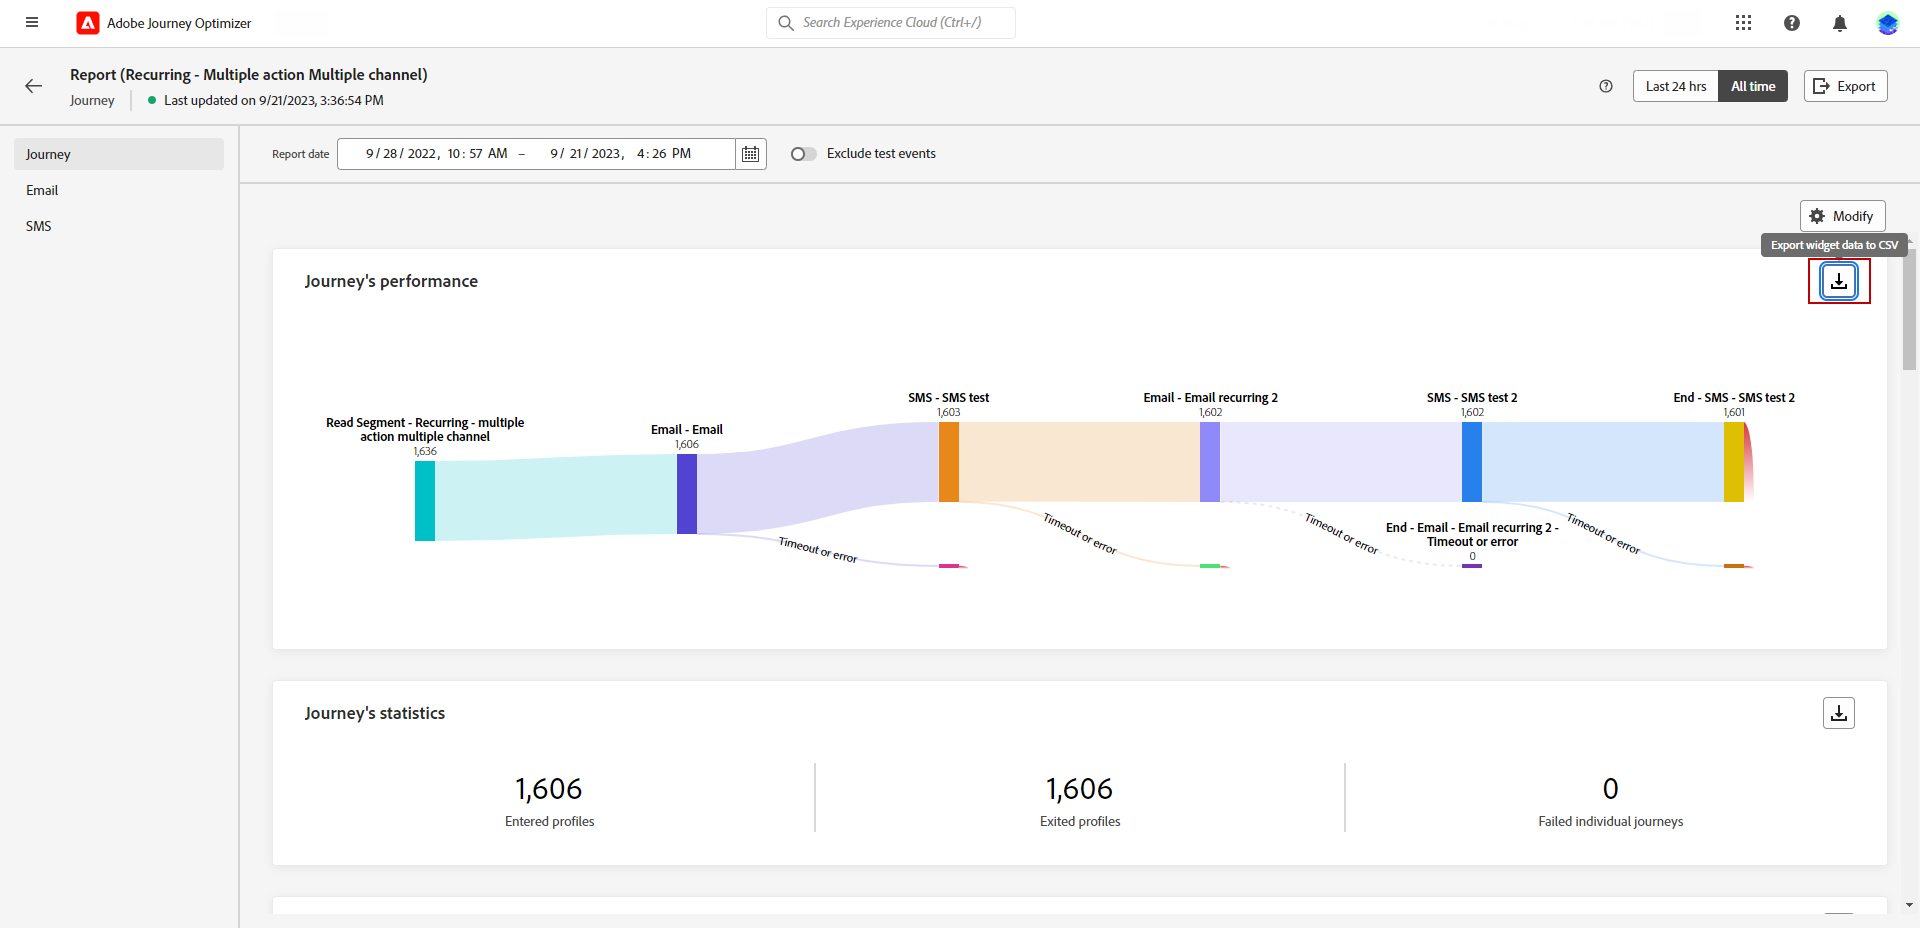 Adobe Journey Optimizer
Search Experience Cloud (Ctrl+/)
Report (Recurring - Multiple action Multiple channel)
Journey
Last updated on 9/21/2023, 3:36:54 PM
Last 24 hrs
All time
Export
Journey
Email
SMS
Report date
9/ 28/ 2022, 10: 57 AM – 9/ 21/ 2023, 4: 26 PM
Exclude test events
Modify
Export widget data to CSV
Journey's performance
Read Segment - Recurring - multiple
action multiple channel
1,636
Email - Email
1,606
SMS - SMS test
1,603
Email - Email recurring 2
1,602
SMS - SMS test 2
1,602
End - SMS - SMS test 2
1,601
Timeout or error
Timeout or error
Timeout or error
End - Email - Email recurring 2 -
Timeout or error
0
Timeout or error
Journey's statistics
1,606
Entered profiles
1,606
Exited profiles
0
Failed individual journeys